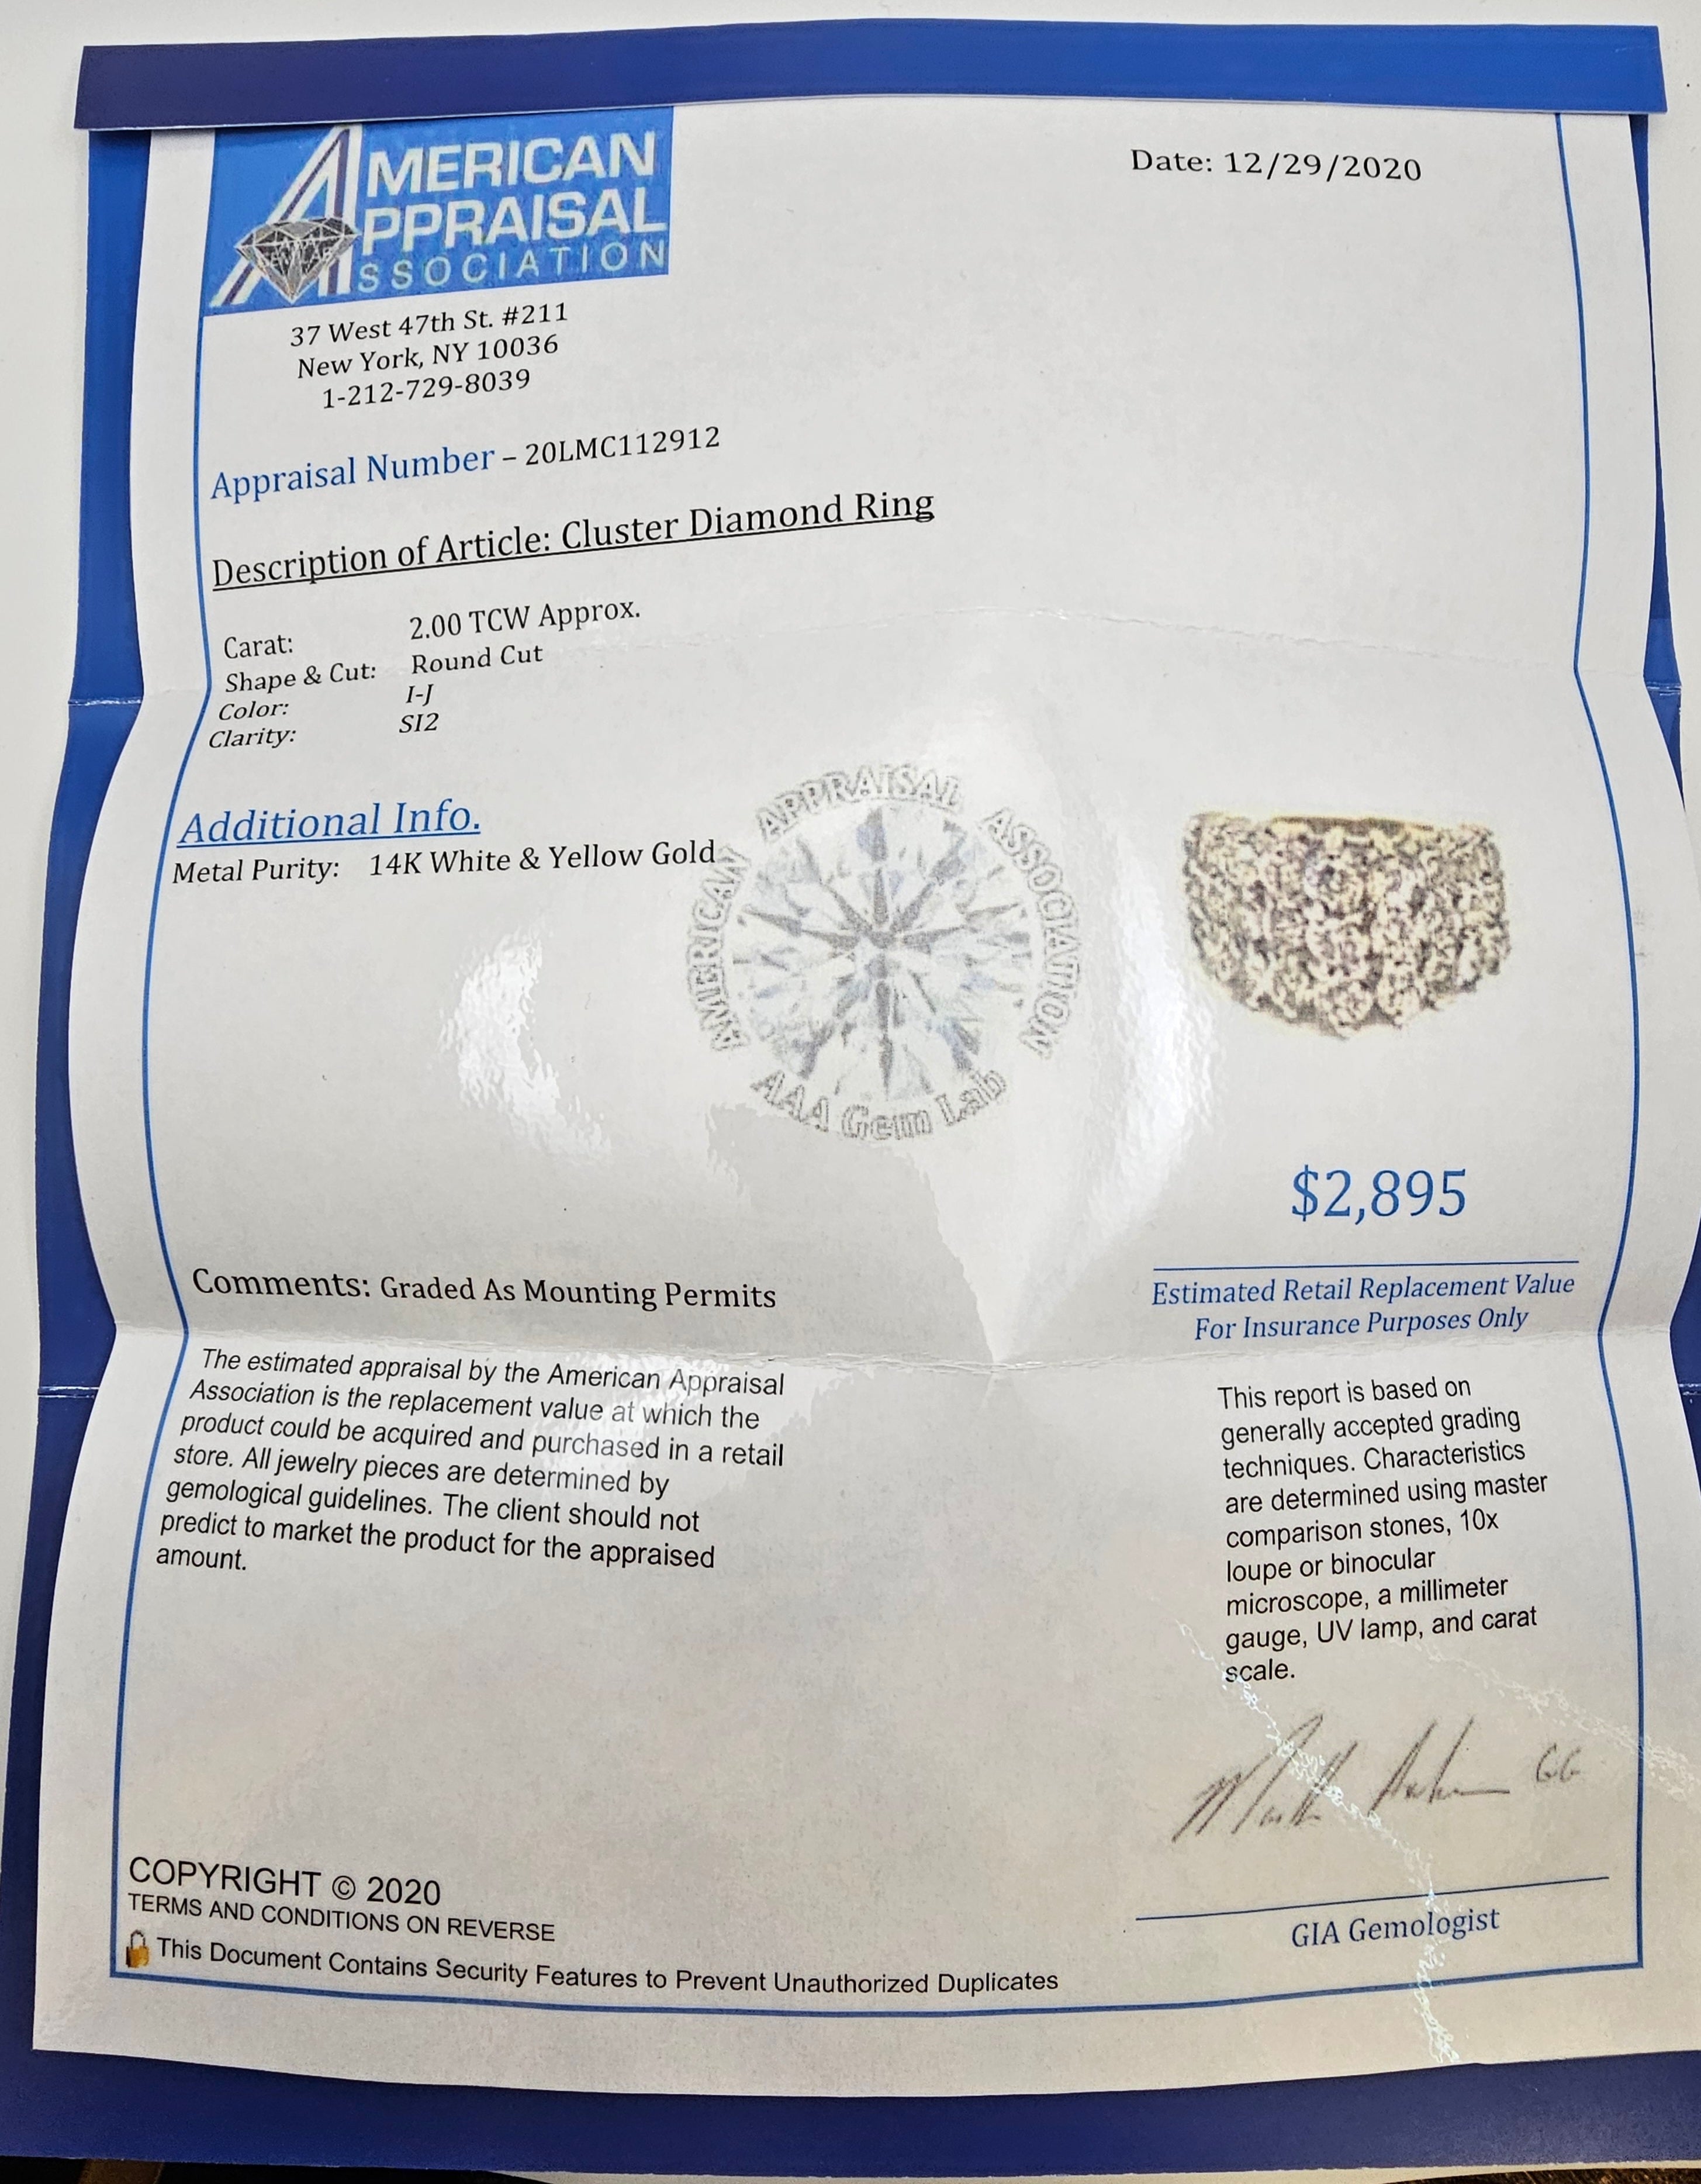 AMERICAN
APPRAISAL
ASSOCIATION
Date: 12/29/2020
37 West 47th St. #211
New York, NY 10036
1-212-729-8039
Appraisal Number – 20LMC112912
Description of Article: Cluster Diamond Ring
Carat: 2.00 TCW Approx.
Shape & Cut: Round Cut
Color: I-J
Clarity: SI2
Additional Info.
Metal Purity: 14K White & Yellow Gold
AMERICAN APPRAISAL ASSOCIATION
AAA Gem Lab
$2,895
Estimated Retail Replacement Value
For Insurance Purposes Only
Comments: Graded As Mounting Permits
The estimated appraisal by the American Appraisal
Association is the replacement value at which the
product could be acquired and purchased in a retail
store. All jewelry pieces are determined by
gemological guidelines. The client should not
predict to market the product for the appraised
amount.
This report is based on
generally accepted grading
techniques. Characteristics
are determined using master
comparison stones, 10x
loupe or binocular
microscope, a millimeter
gauge, UV lamp, and carat
scale.
GG
GIA Gemologist
COPYRIGHT © 2020
TERMS AND CONDITIONS ON REVERSE
This Document Contains Security Features to Prevent Unauthorized Duplicates